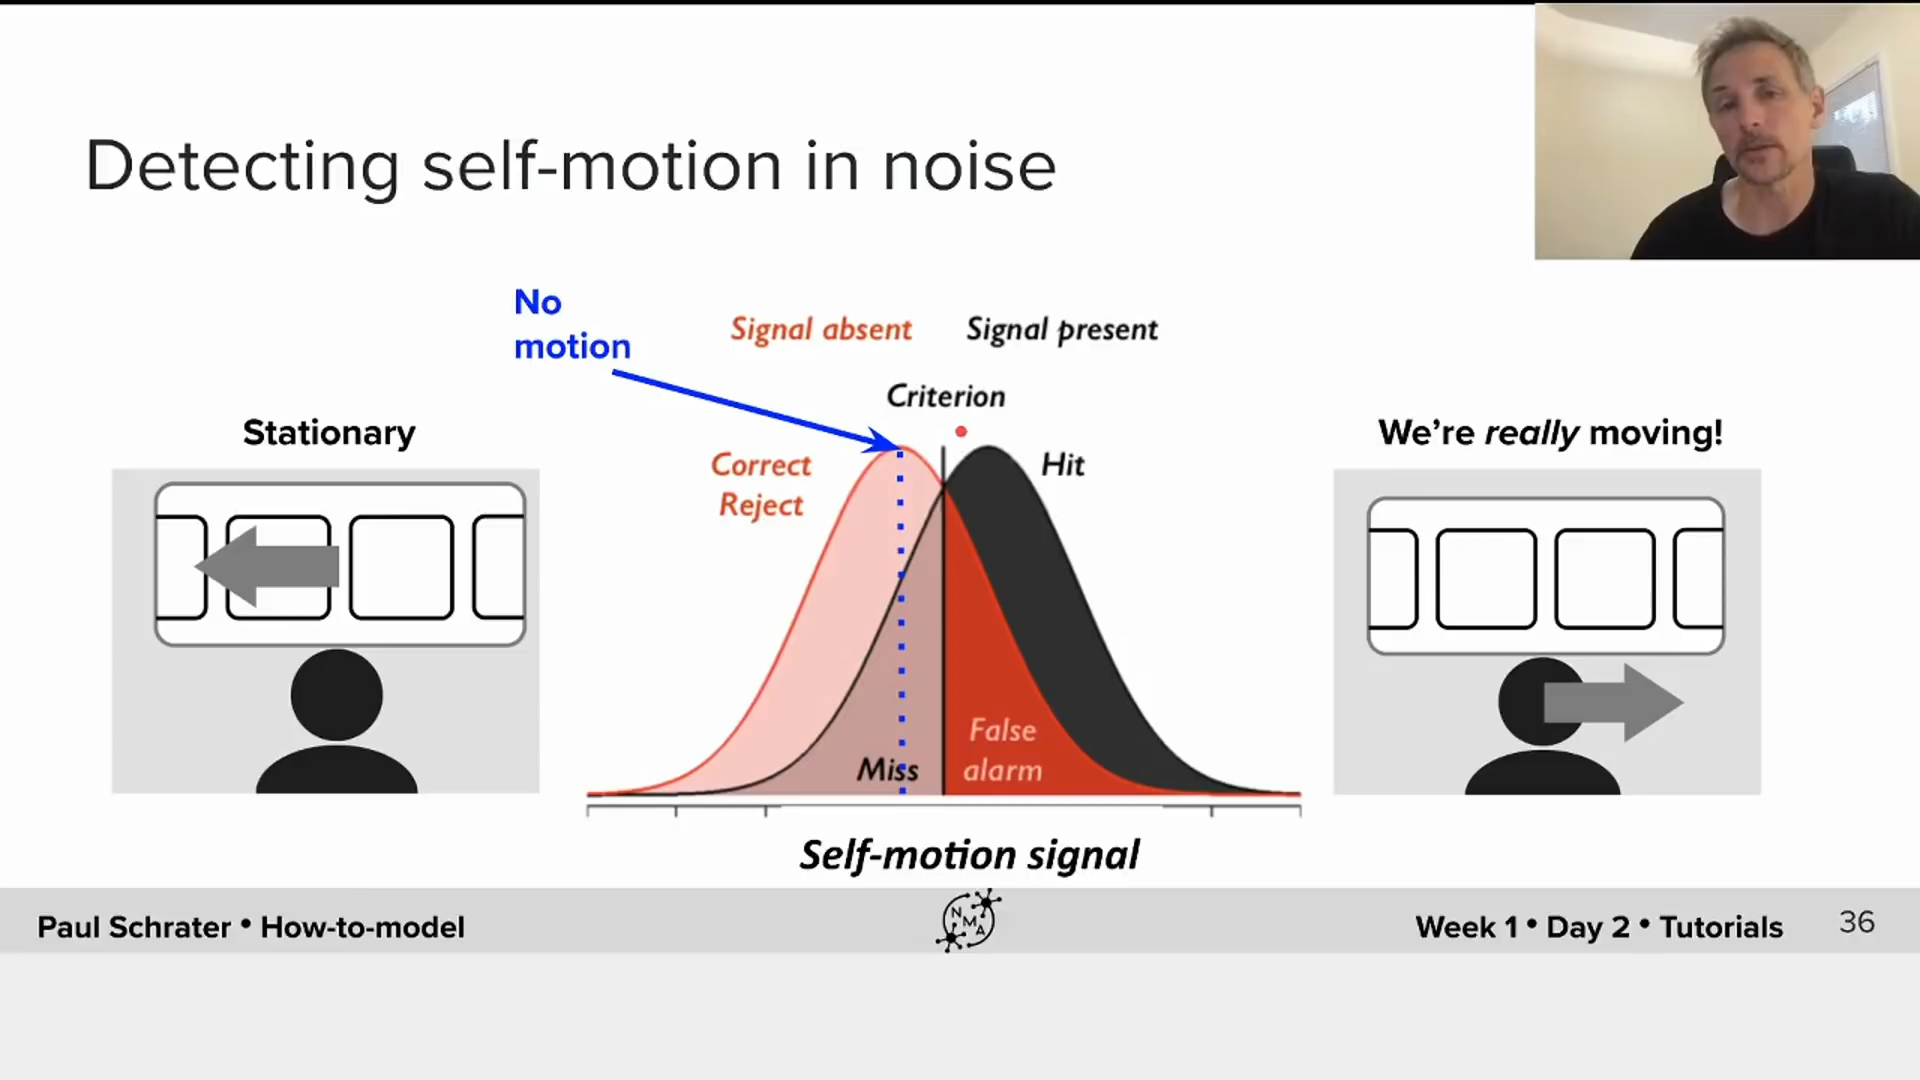 Detecting self-motion in noise
No
motion
Signal absent
Signal present
Criterion
Stationary
Correct
Reject
Hit
We're really moving!
Miss
False
alarm
Self-motion signal
Paul Schrater • How-to-model
NMA
Week 1 • Day 2 • Tutorials
36